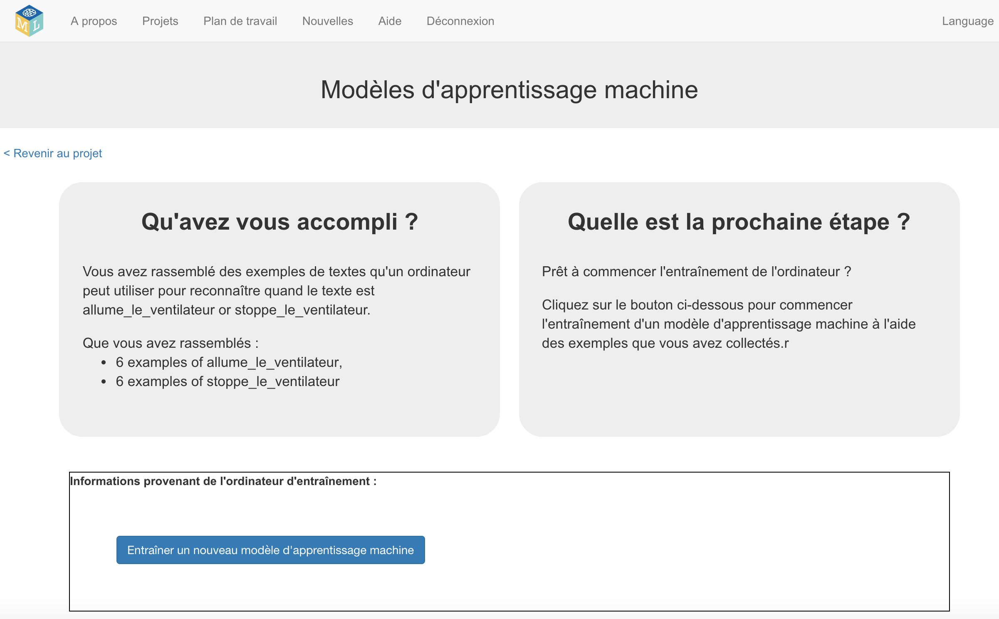 ML
A propos
Projets
Plan de travail
Nouvelles
Aide
Déconnexion
Language
Modèles d'apprentissage machine
< Revenir au projet
Qu'avez vous accompli ?
Vous avez rassemblé des exemples de textes qu'un ordinateur
peut utiliser pour reconnaître quand le texte est
allume_le_ventilateur or stoppe_le_ventilateur.
Que vous avez rassemblés :
• 6 examples of allume_le_ventilateur,
• 6 examples of stoppe_le_ventilateur
Quelle est la prochaine étape ?
Prêt à commencer l'entraînement de l'ordinateur ?
Cliquez sur le bouton ci-dessous pour commencer
l'entraînement d'un modèle d'apprentissage machine à l'aide
des exemples que vous avez collectés.r
Informations provenant de l'ordinateur d'entraînement :
Entraîner un nouveau modèle d'apprentissage machine